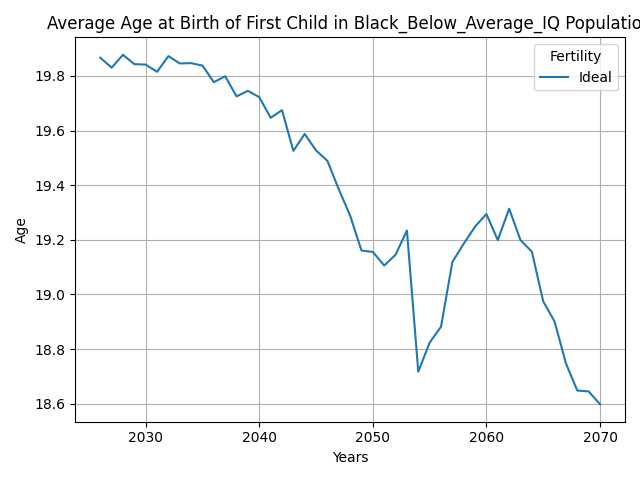 Average Age at Birth of First Child in Black_Below_Average_IQ Populatio
Fertility
Ideal
19.8
19.6
19.4
19.2
19.0
18.8
18.6
Age
2030 2040 2050 2060 2070
Years